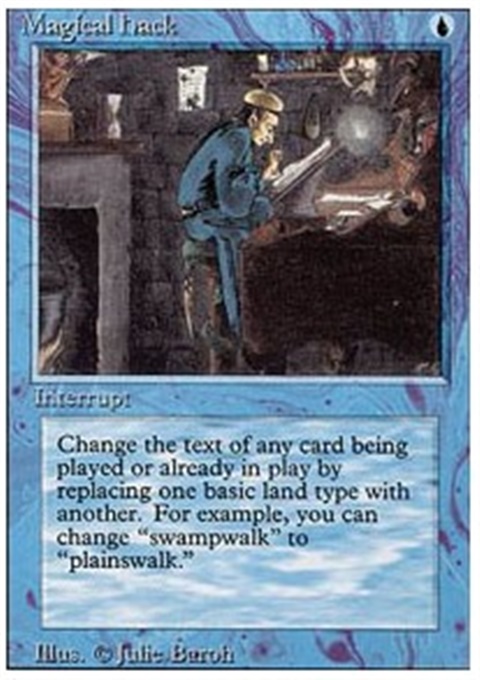 Magical Hack
Interrupt
Change the text of any card being
played or already in play by
replacing one basic land type with
another. For example, you can
change “swampwalk” to
“plainswalk.”
Illus. © Julie Baroh